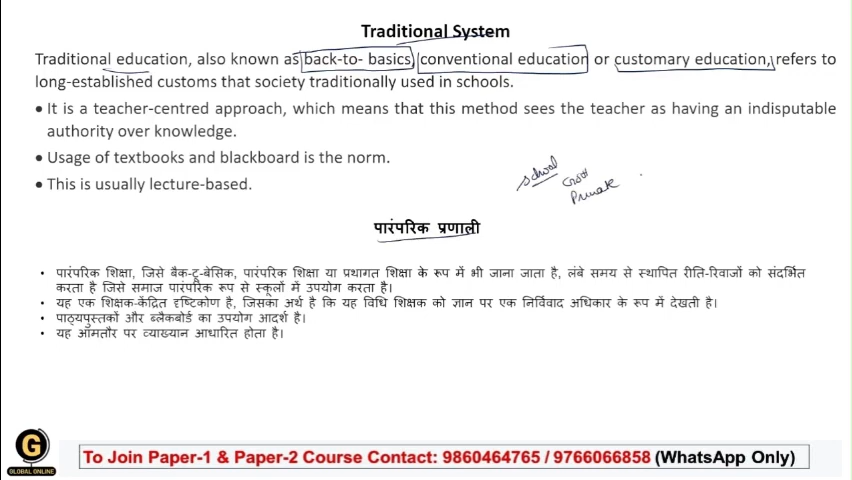 Traditional System
Traditional education, also known as back-to- basics, conventional education or customary education, refers to
long-established customs that society traditionally used in schools.
• It is a teacher-centred approach, which means that this method sees the teacher as having an indisputable
authority over knowledge.
• Usage of textbooks and blackboard is the norm.
• This is usually lecture-based.
school
Govt
Private
पारंपरिक प्रणाली
• पारंपरिक शिक्षा, जिसे बैक-टू-बेसिक, पारंपरिक शिक्षा या प्रथागत शिक्षा के रूप में भी जाना जाता है, लंबे समय से स्थापित रीति-रिवाजों को संदर्भित
करता है जिसे समाज पारंपरिक रूप से स्कूलों में उपयोग करता है।
• यह एक शिक्षक-केंद्रित दृष्टिकोण है, जिसका अर्थ है कि यह विधि शिक्षक को ज्ञान पर एक निर्विवाद अधिकार के रूप में देखती है।
• पाठ्यपुस्तकों और ब्लैकबोर्ड का उपयोग आदर्श है।
• यह आमतौर पर व्याख्यान आधारित होता है।
G
GLOBAL ONLINE
To Join Paper-1 & Paper-2 Course Contact: 9860464765 / 9766066858 (WhatsApp Only)